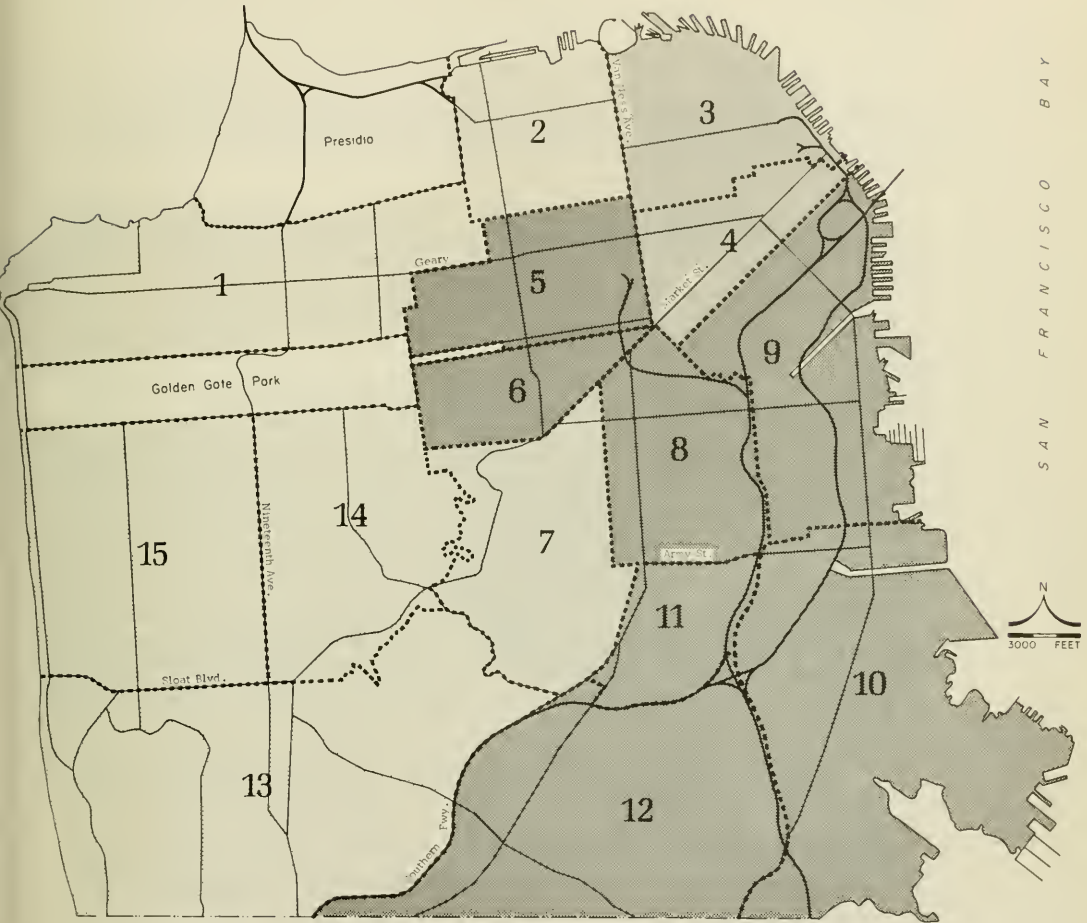 Presidio
2
Van Ness Ave.
3
SAN FRANCISCO BAY
Geary
1
5
4
Market St.
9
Golden Gate Park
6
8
Nineteenth Ave.
14
15
7
Army St.
11
N
3000 FEET
Sloat Blvd.
10
13
12
Southern Fwy.